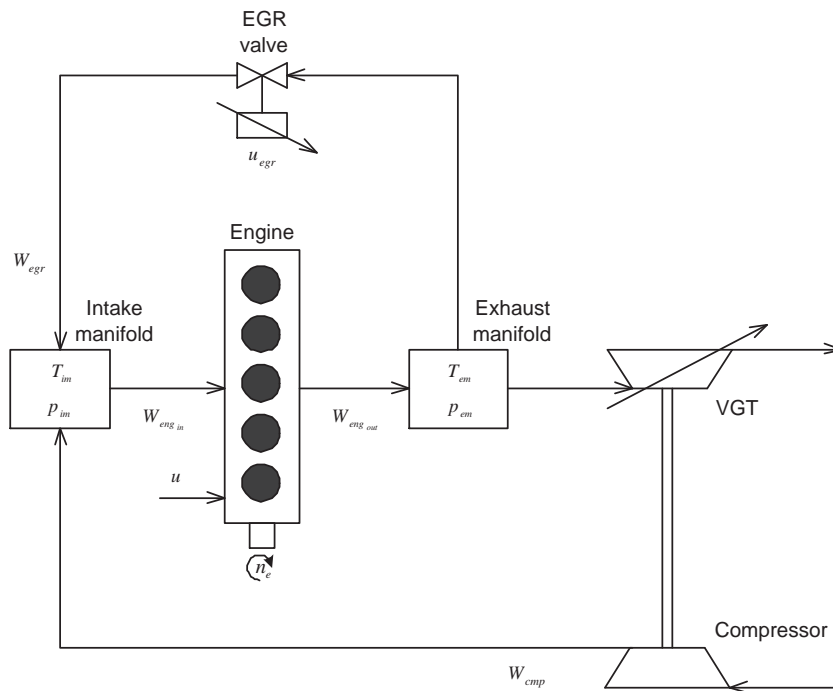 EGR
valve
u_egr
Engine
W_egr
Intake
manifold
Exhaust
manifold
T_im
p_im
T_em
p_em
W_eng_in
W_eng_out
VGT
u
n_e
Compressor
W_cmp